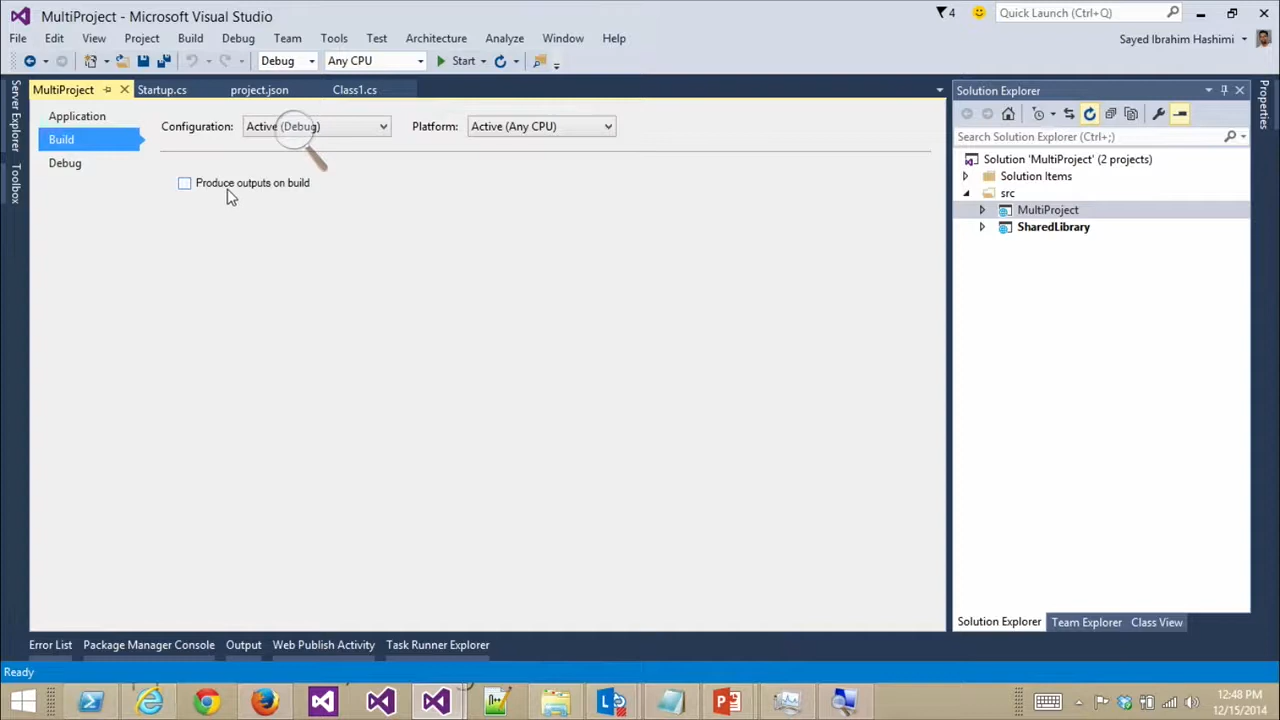 MultiProject - Microsoft Visual Studio
4
Quick Launch (Ctrl+Q)
File Edit View Project Build Debug Team Tools Test Architecture Analyze Window Help
Sayed Ibrahim Hashimi
Debug Any CPU Start
Server Explorer
Toolbox
MultiProject Startup.cs project.json Class1.cs
Application
Build
Debug
Configuration: Active (Debug) Platform: Active (Any CPU)
Produce outputs on build
Solution Explorer
Search Solution Explorer (Ctrl+;)
Solution 'MultiProject' (2 projects)
Solution Items
src
MultiProject
SharedLibrary
Properties
Solution Explorer Team Explorer Class View
Error List Package Manager Console Output Web Publish Activity Task Runner Explorer
Ready
12:48 PM
12/15/2014